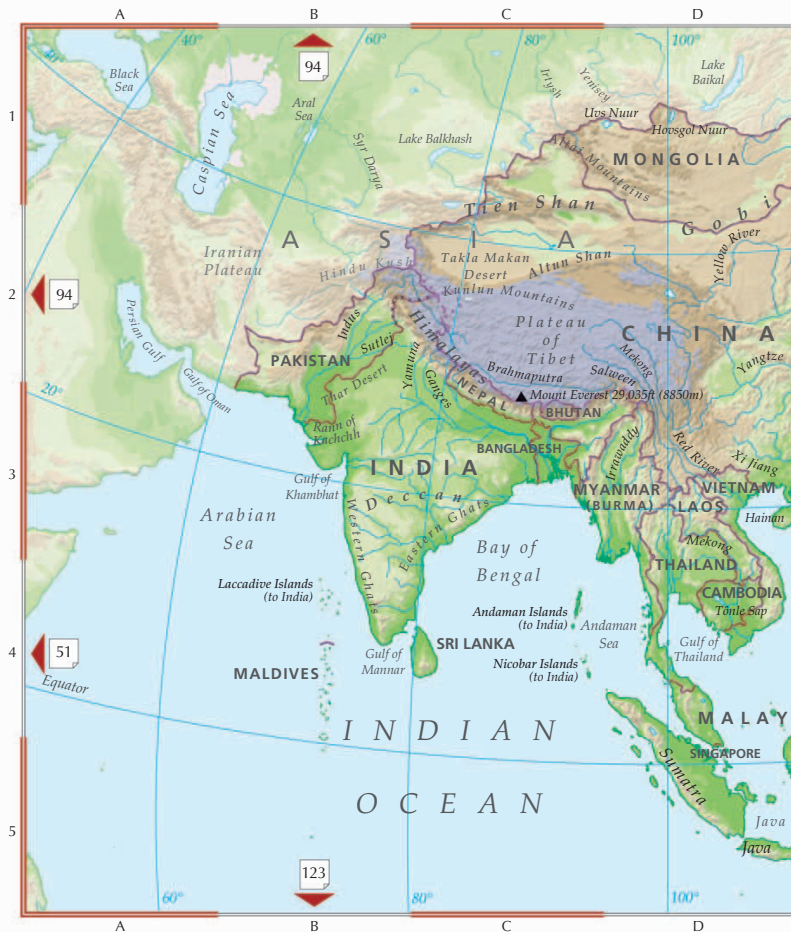 A
B
C
D
40°
40°
60°
80°
100°
94
Black
Sea
Caspian Sea
Aral
Sea
Syr Darya
Lake Balkhash
Irtysh
Yenisey
Lake
Baikal
1
Uvs Nuur
Hovsgol Nuur
Altai Mountains
MONGOLIA
Gobi
Tien Shan
ASIA
Iranian
Plateau
Hindu Kush
Takla Makan
Desert
Altun Shan
Kunlun Mountains
Yellow River
2
94
Persian Gulf
Gulf of Oman
PAKISTAN
Indus
Sutlej
Himalayas
Plateau
of
Tibet
CHINA
Mekong
Salween
Yangtze
Brahmaputra
Mount Everest 29,035ft (8850m)
20°
Thar Desert
Yamuna
Ganges
NEPAL
BHUTAN
Rann of
Kachchh
BANGLADESH
Irrawaddy
Red River
Xi Jiang
3
INDIA
Gulf of
Khambhat
Deccan
MYANMAR
(BURMA)
VIETNAM
LAOS
Hainan
Arabian
Sea
Western Ghats
Eastern Ghats
Bay of
Bengal
Mekong
THAILAND
CAMBODIA
Tônlé Sap
Laccadive Islands
(to India)
Andaman Islands
(to India)
Andaman
Sea
Gulf of
Thailand
4
51
Gulf of
Mannar
SRI LANKA
Nicobar Islands
(to India)
MALDIVES
Equator
INDIAN
OCEAN
MALAY
SINGAPORE
Sumatra
Java
Java
5
123
60°
80°
100°
A
B
C
D